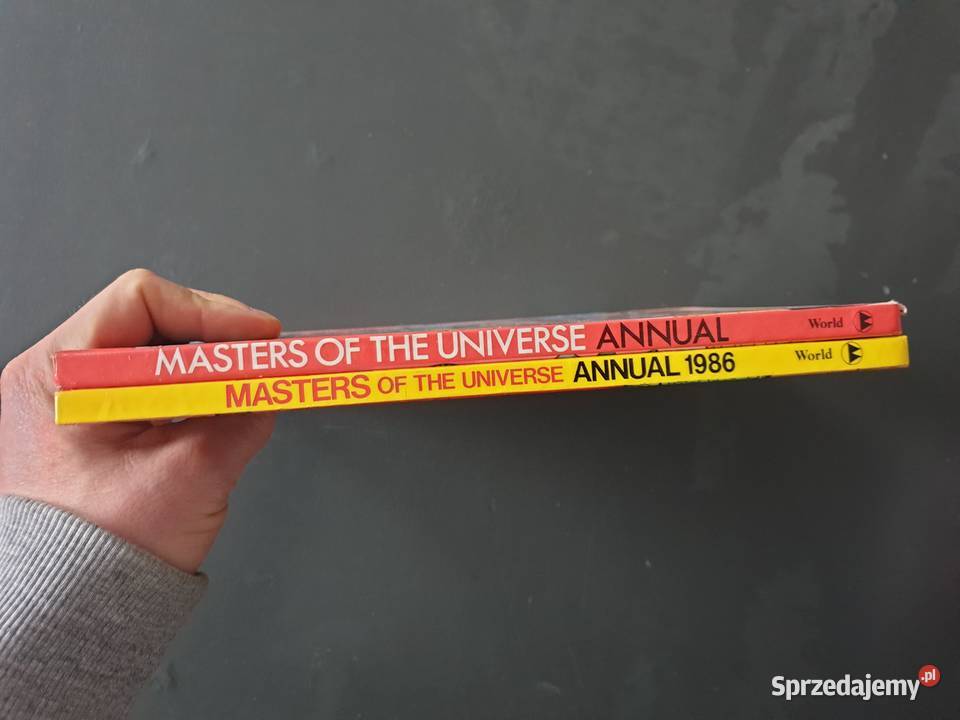 MASTERS OF THE UNIVERSE ANNUAL World
MASTERS OF THE UNIVERSE ANNUAL 1986 World
Sprzedajemy.pl